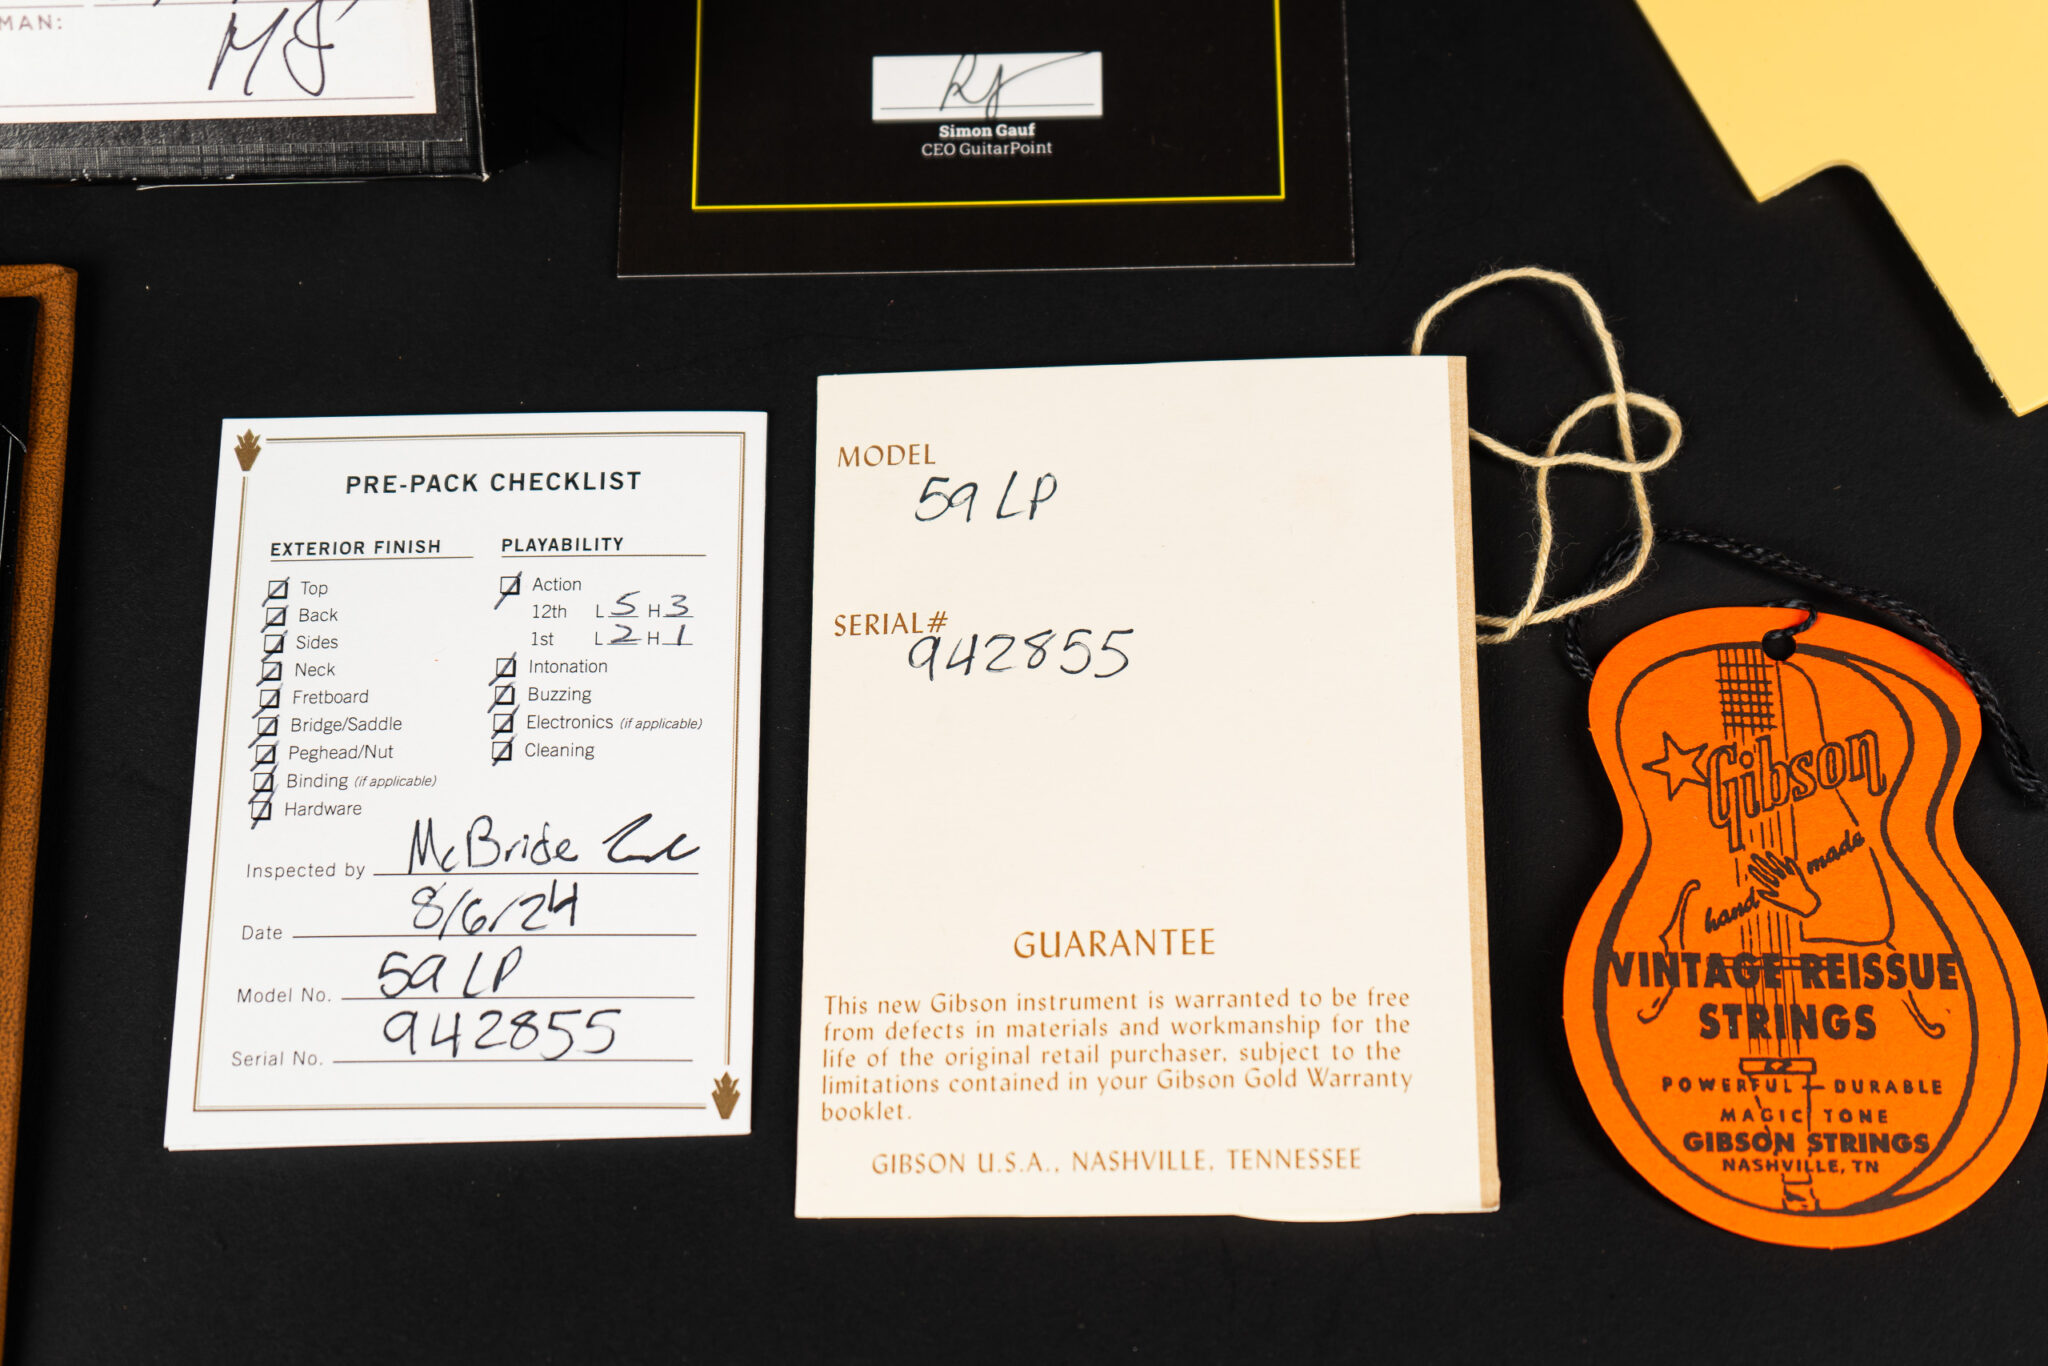 MAN:
Simon Gauf
CEO GuitarPoint
PRE-PACK CHECKLIST
EXTERIOR FINISH
Top
Back
Sides
Neck
Fretboard
Bridge/Saddle
Peghead/Nut
Binding (if applicable)
Hardware
PLAYABILITY
Action
12th L 5 H 3
1st L 2 H 1
Intonation
Buzzing
Electronics (if applicable)
Cleaning
Inspected by McBride
Date 8/6/24
Model No. 59 LP
Serial No. 942855
MODEL
59 LP
SERIAL#
942855
GUARANTEE
This new Gibson instrument is warranted to be free
from defects in materials and workmanship for the
life of the original retail purchaser, subject to the
limitations contained in your Gibson Gold Warranty
booklet.
GIBSON U.S.A., NASHVILLE, TENNESSEE
Gibson
hand made
VINTAGE REISSUE
STRINGS
POWERFUL - DURABLE
MAGIC TONE
GIBSON STRINGS
NASHVILLE, TN